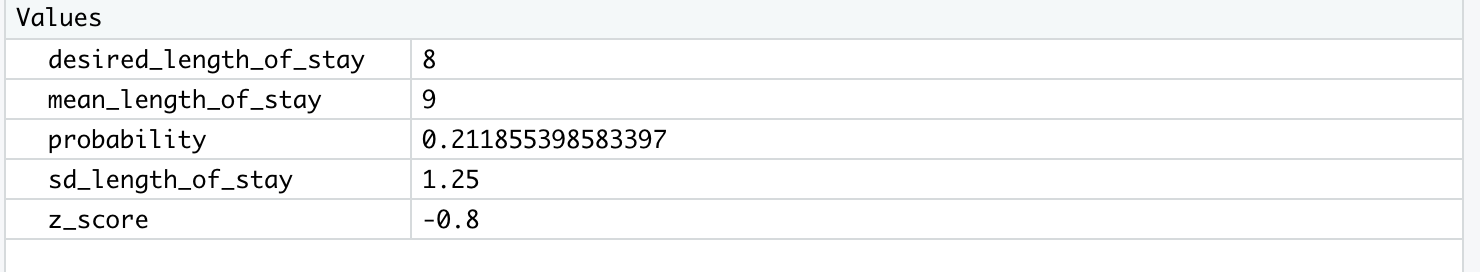 Values
desired_length_of_stay 8
mean_length_of_stay 9
probability 0.211855398583397
sd_length_of_stay 1.25
z_score -0.8